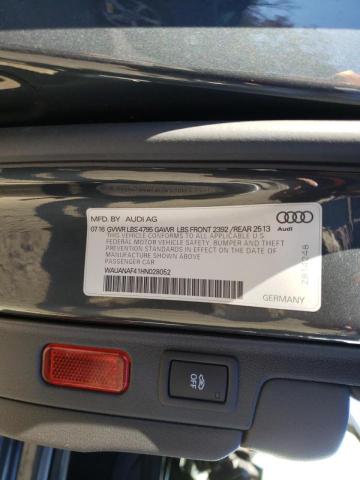 MFD. BY AUDI AG
07 16 GVWR LBS 4795 GAWR LBS FRONT 2392 / REAR 2513
THIS VEHICLE CONFORMS TO ALL APPLICABLE U.S.
FEDERAL MOTOR VEHICLE SAFETY, BUMPER AND THEFT
PREVENTION STANDARDS IN EFFECT ON THE DATE OF
MANUFACTURE SHOWN ABOVE
PASSENGER CAR
WAUANAF41HN028052
Audi
GERMANY
OFF